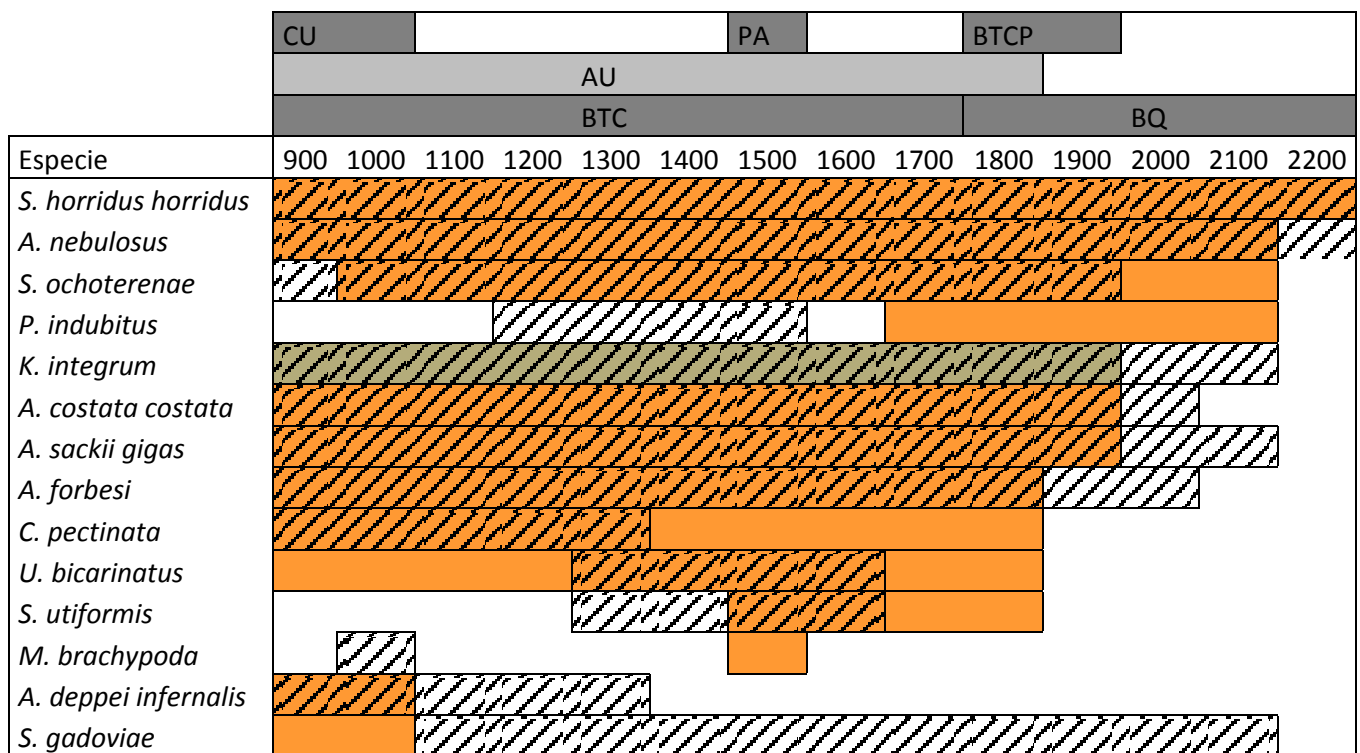 CU PA BTCP
AU
BTC BQ
Especie 900 1000 1100 1200 1300 1400 1500 1600 1700 1800 1900 2000 2100 2200
S. horridus horridus
A. nebulosus
S. ochoterenae
P. indubitus
K. integrum
A. costata costata
A. sackii gigas
A. forbesi
C. pectinata
U. bicarinatus
S. utiformis
M. brachypoda
A. deppei infernalis
S. gadoviae